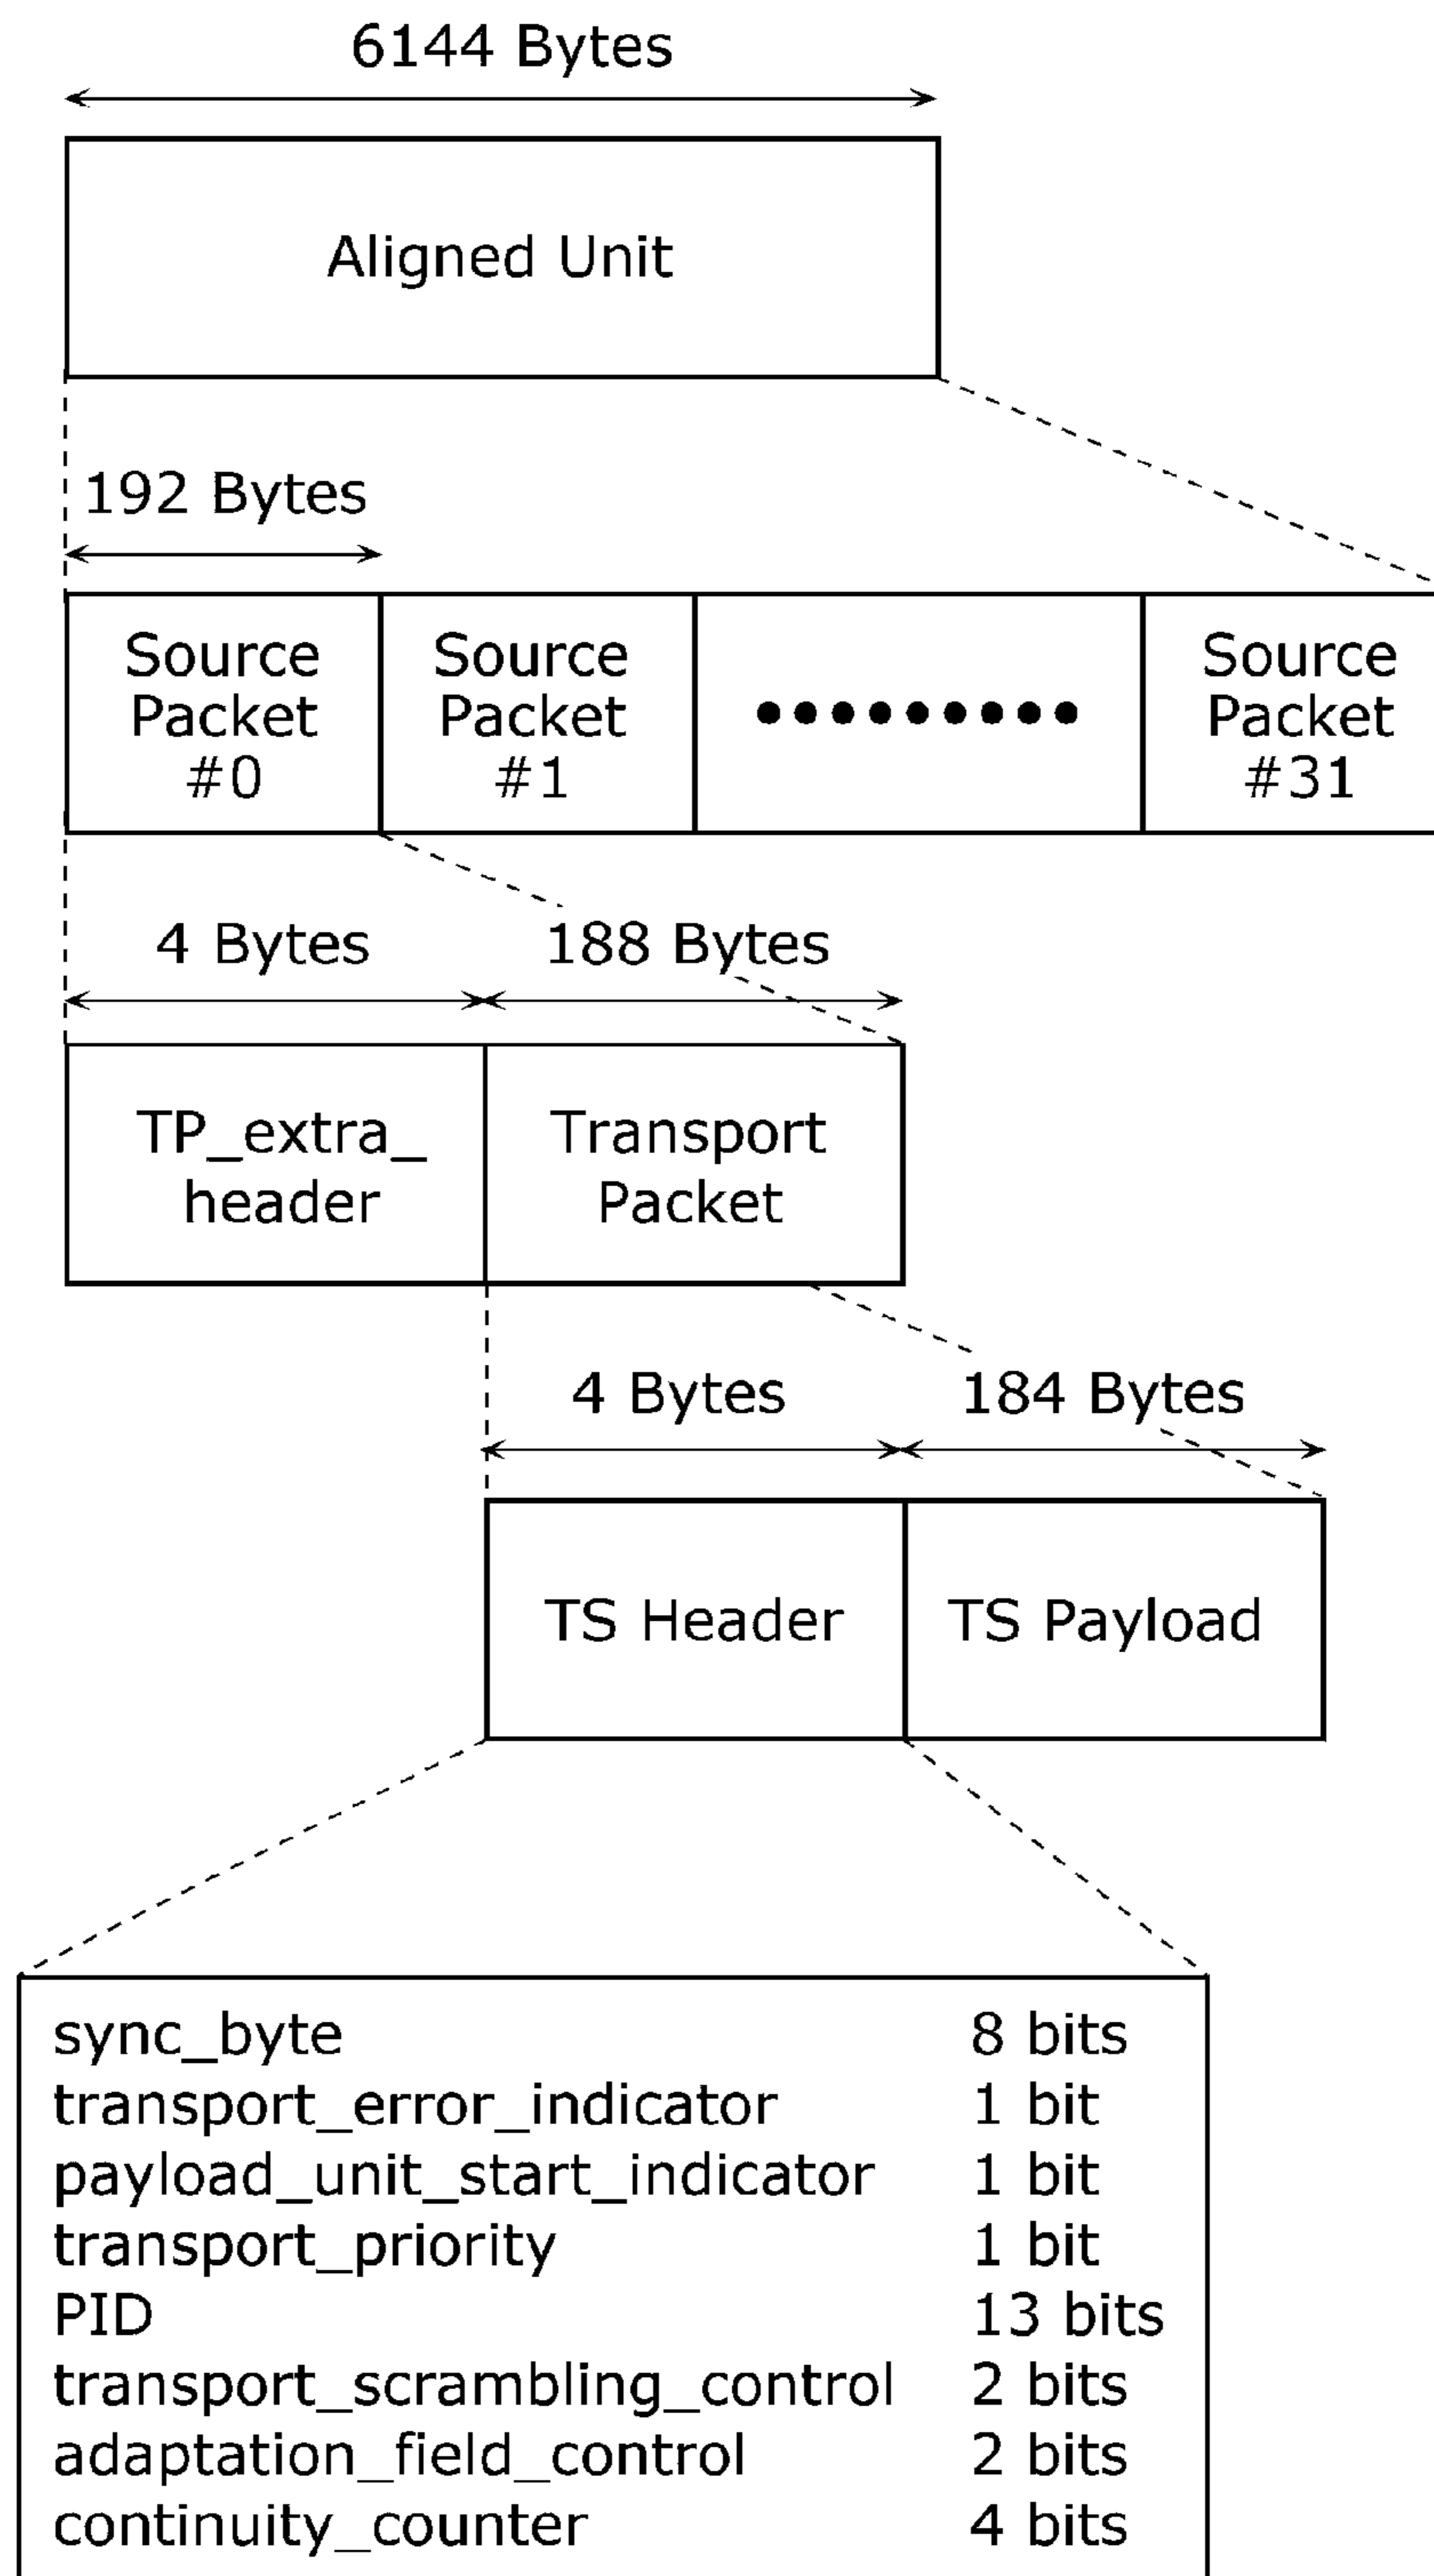 6144 Bytes
Aligned Unit
192 Bytes
Source Packet #0
Source Packet #1
Source Packet #31
4 Bytes
188 Bytes
TP_extra_
header
Transport
Packet
4 Bytes
184 Bytes
TS Header
TS Payload
sync_byte 8 bits
transport_error_indicator 1 bit
payload_unit_start_indicator 1 bit
transport_priority 1 bit
PID 13 bits
transport_scrambling_control 2 bits
adaptation_field_control 2 bits
continuity_counter 4 bits